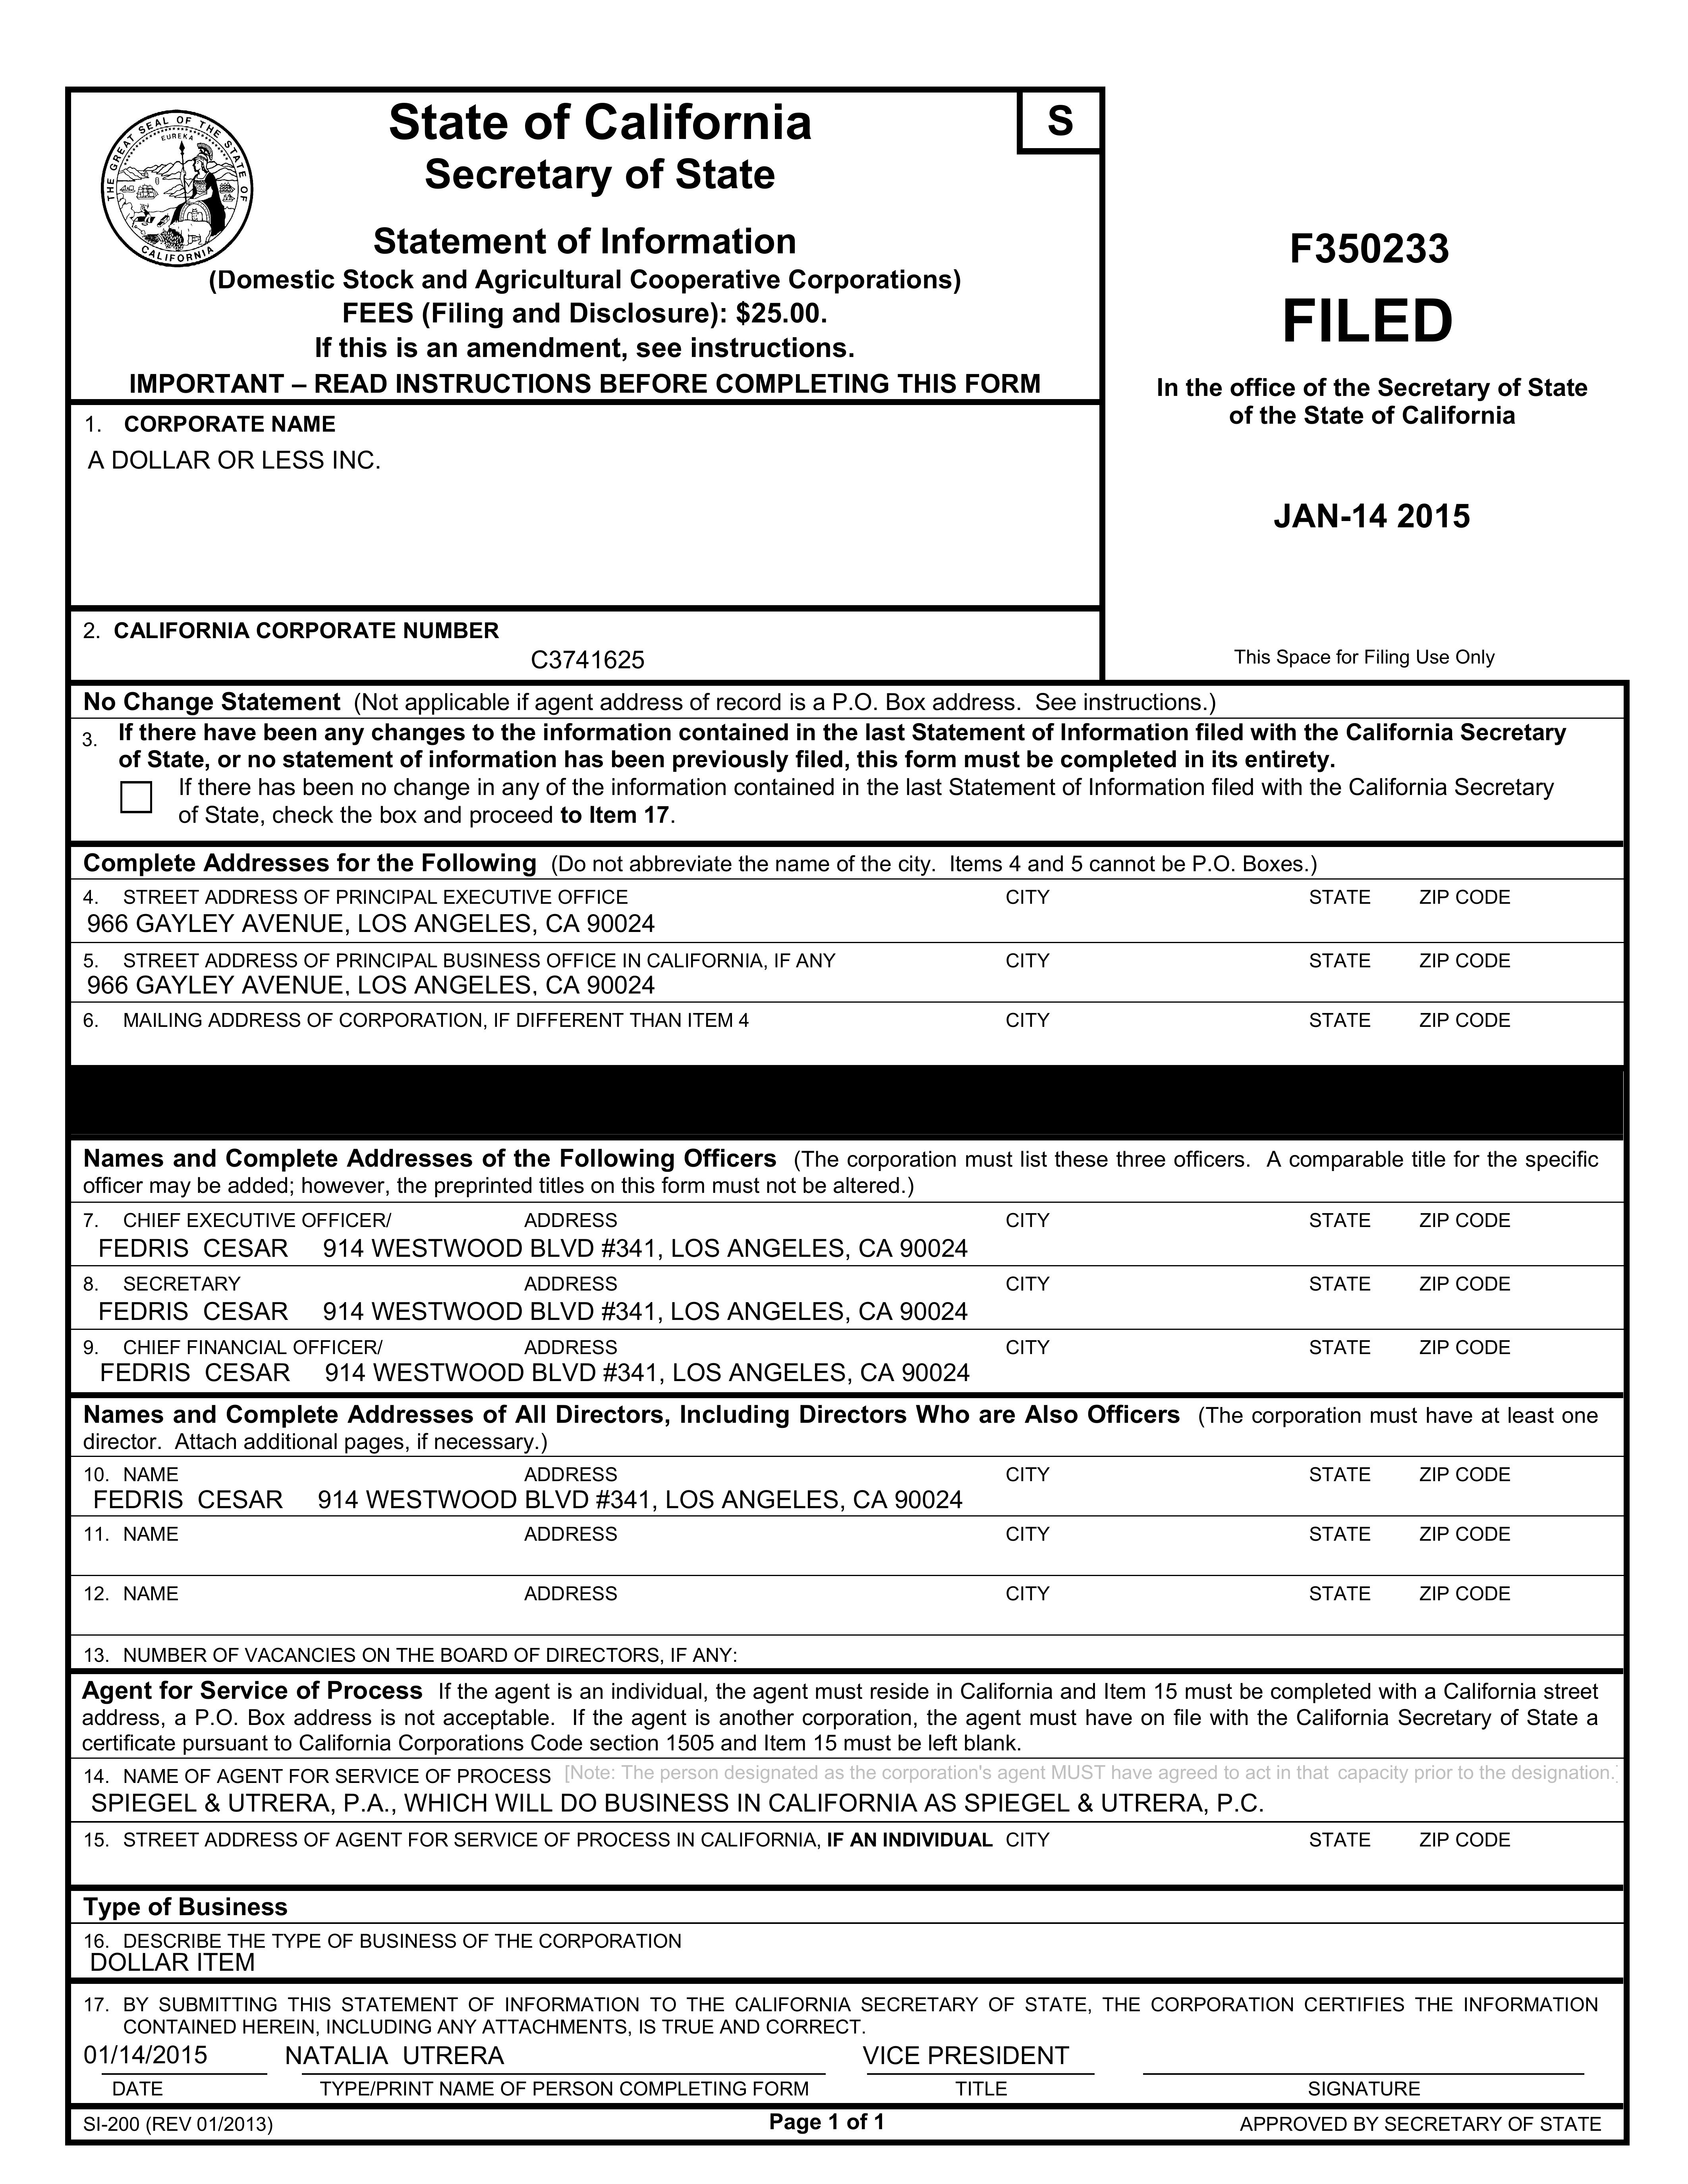 THE GREAT SEAL OF THE STATE OF CALIFORNIA
EUREKA
State of California
Secretary of State
S
Statement of Information
(Domestic Stock and Agricultural Cooperative Corporations)
FEES (Filing and Disclosure): $25.00.
If this is an amendment, see instructions.
IMPORTANT – READ INSTRUCTIONS BEFORE COMPLETING THIS FORM
F350233
FILED
In the office of the Secretary of State
of the State of California
JAN-14 2015
1. CORPORATE NAME
A DOLLAR OR LESS INC.
2. CALIFORNIA CORPORATE NUMBER
C3741625
This Space for Filing Use Only
No Change Statement (Not applicable if agent address of record is a P.O. Box address. See instructions.)
3. If there have been any changes to the information contained in the last Statement of Information filed with the California Secretary
of State, or no statement of information has been previously filed, this form must be completed in its entirety.
If there has been no change in any of the information contained in the last Statement of Information filed with the California Secretary
of State, check the box and proceed to Item 17.
Complete Addresses for the Following (Do not abbreviate the name of the city. Items 4 and 5 cannot be P.O. Boxes.)
4. STREET ADDRESS OF PRINCIPAL EXECUTIVE OFFICE CITY STATE ZIP CODE
966 GAYLEY AVENUE, LOS ANGELES, CA 90024
5. STREET ADDRESS OF PRINCIPAL BUSINESS OFFICE IN CALIFORNIA, IF ANY CITY STATE ZIP CODE
966 GAYLEY AVENUE, LOS ANGELES, CA 90024
6. MAILING ADDRESS OF CORPORATION, IF DIFFERENT THAN ITEM 4 CITY STATE ZIP CODE
Names and Complete Addresses of the Following Officers (The corporation must list these three officers. A comparable title for the specific
officer may be added; however, the preprinted titles on this form must not be altered.)
7. CHIEF EXECUTIVE OFFICER/ ADDRESS CITY STATE ZIP CODE
FEDRIS CESAR 914 WESTWOOD BLVD #341, LOS ANGELES, CA 90024
8. SECRETARY ADDRESS CITY STATE ZIP CODE
FEDRIS CESAR 914 WESTWOOD BLVD #341, LOS ANGELES, CA 90024
9. CHIEF FINANCIAL OFFICER/ ADDRESS CITY STATE ZIP CODE
FEDRIS CESAR 914 WESTWOOD BLVD #341, LOS ANGELES, CA 90024
Names and Complete Addresses of All Directors, Including Directors Who are Also Officers (The corporation must have at least one
director. Attach additional pages, if necessary.)
10. NAME ADDRESS CITY STATE ZIP CODE
FEDRIS CESAR 914 WESTWOOD BLVD #341, LOS ANGELES, CA 90024
11. NAME ADDRESS CITY STATE ZIP CODE
12. NAME ADDRESS CITY STATE ZIP CODE
13. NUMBER OF VACANCIES ON THE BOARD OF DIRECTORS, IF ANY:
Agent for Service of Process If the agent is an individual, the agent must reside in California and Item 15 must be completed with a California street
address, a P.O. Box address is not acceptable. If the agent is another corporation, the agent must have on file with the California Secretary of State a
certificate pursuant to California Corporations Code section 1505 and Item 15 must be left blank.
14. NAME OF AGENT FOR SERVICE OF PROCESS [Note: The person designated as the corporation's agent MUST have agreed to act in that capacity prior to the designation.]
SPIEGEL & UTRERA, P.A., WHICH WILL DO BUSINESS IN CALIFORNIA AS SPIEGEL & UTRERA, P.C.
15. STREET ADDRESS OF AGENT FOR SERVICE OF PROCESS IN CALIFORNIA, IF AN INDIVIDUAL CITY STATE ZIP CODE
Type of Business
16. DESCRIBE THE TYPE OF BUSINESS OF THE CORPORATION
DOLLAR ITEM
17. BY SUBMITTING THIS STATEMENT OF INFORMATION TO THE CALIFORNIA SECRETARY OF STATE, THE CORPORATION CERTIFIES THE INFORMATION
CONTAINED HEREIN, INCLUDING ANY ATTACHMENTS, IS TRUE AND CORRECT.
01/14/2015 NATALIA UTRERA VICE PRESIDENT
DATE TYPE/PRINT NAME OF PERSON COMPLETING FORM TITLE SIGNATURE
SI-200 (REV 01/2013) Page 1 of 1 APPROVED BY SECRETARY OF STATE